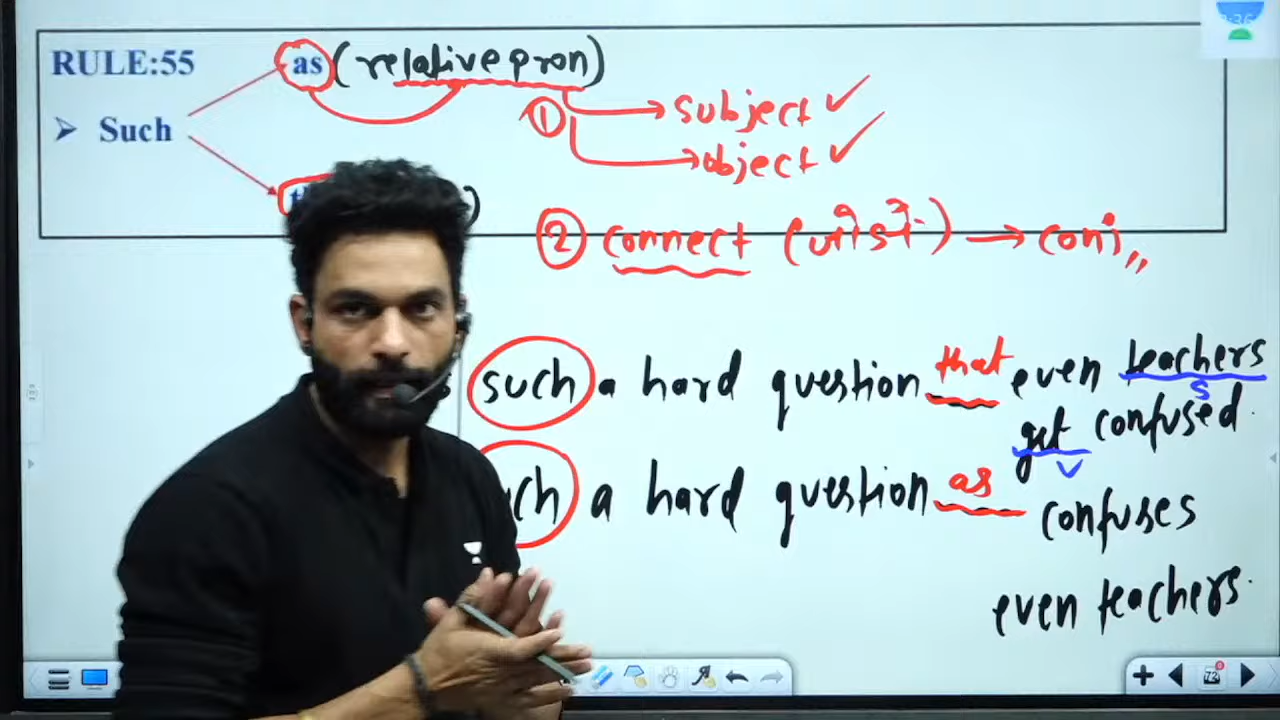 RULE:55
as (relative pron)
➤ Such
① → subject ✓
→ object ✓
② connect → conj,,
such a hard question that even teachers
S
get confused.
V
a hard question as confuses
even teachers.
73